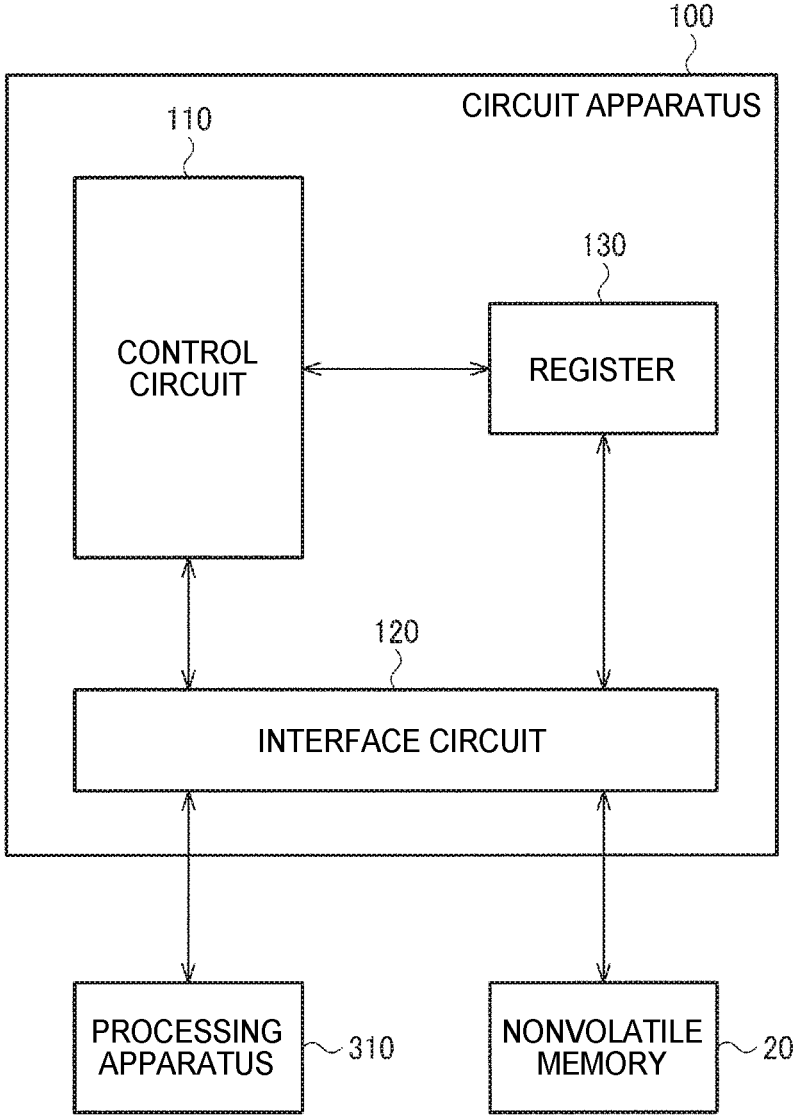 100
CIRCUIT APPARATUS
110
130
CONTROL
CIRCUIT
REGISTER
120
INTERFACE CIRCUIT
PROCESSING
APPARATUS
310
NONVOLATILE
MEMORY
20